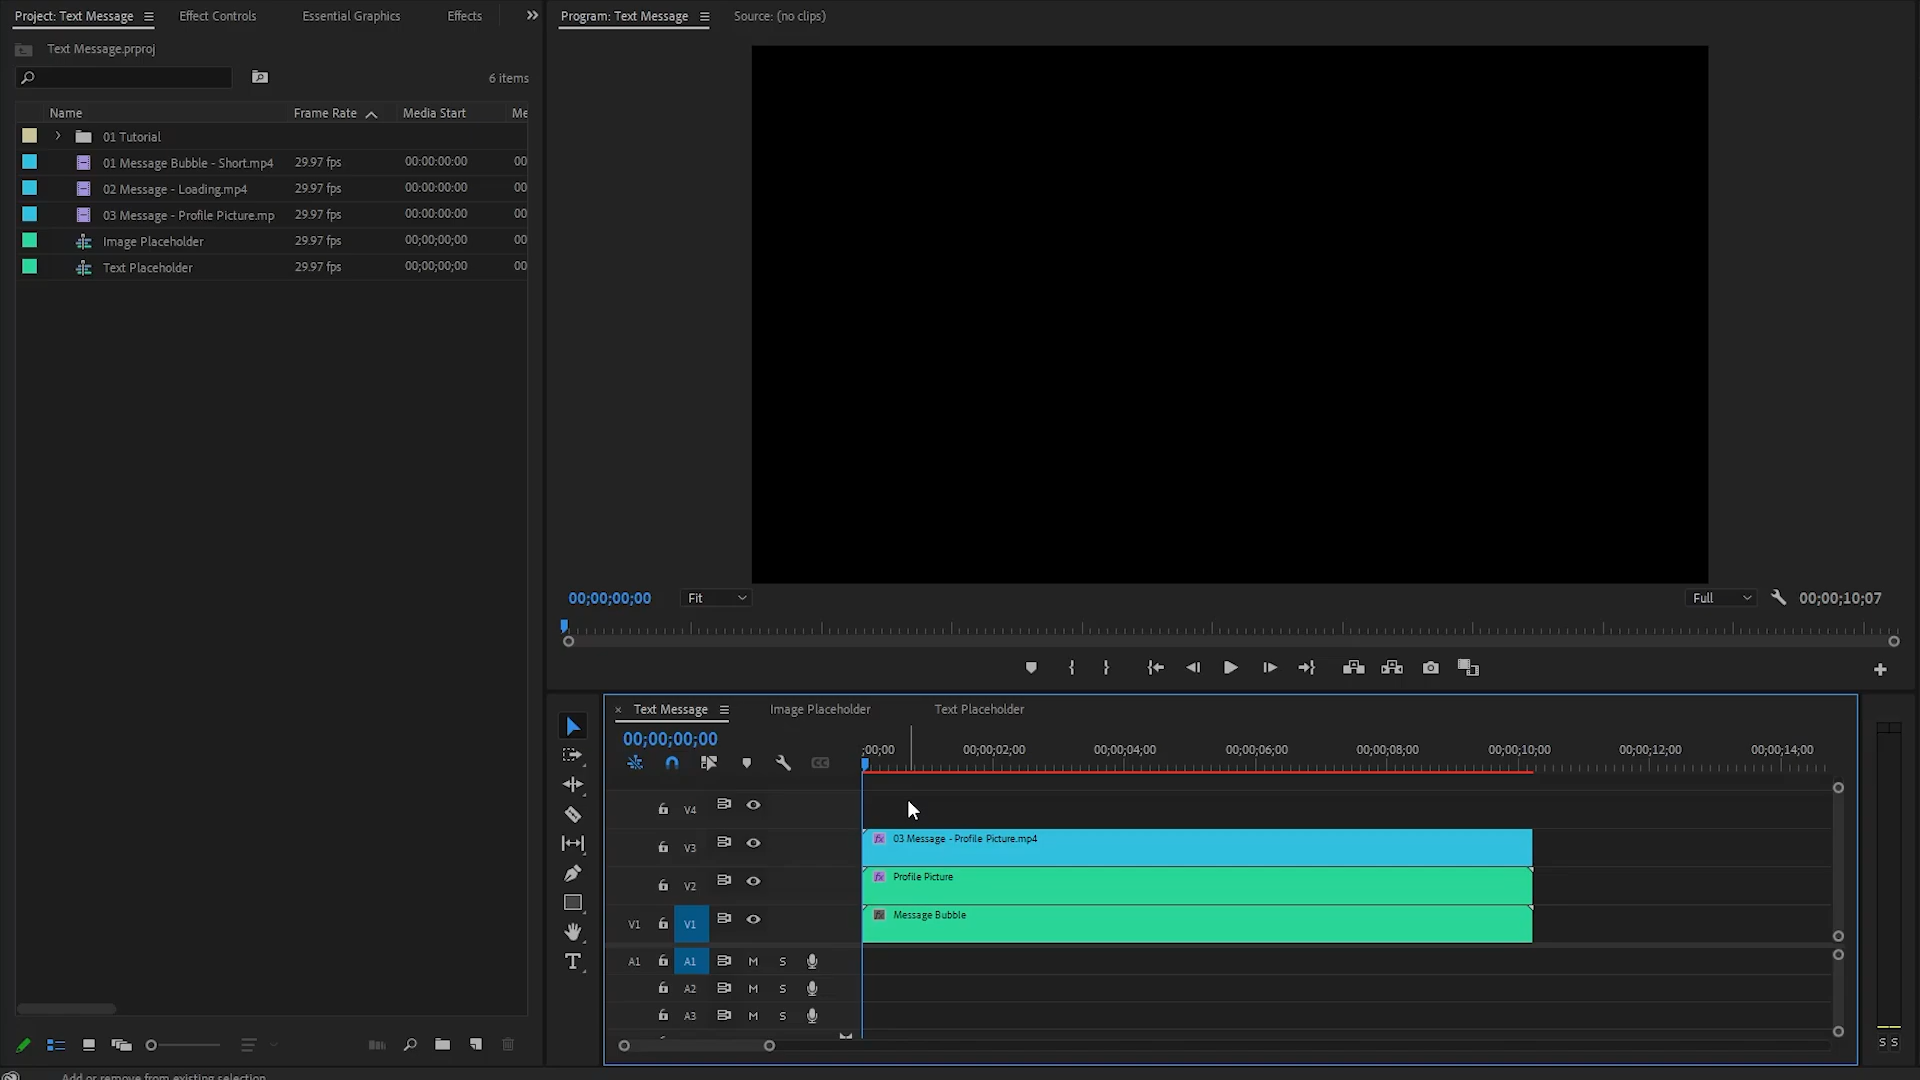 Project: Text Message
Effect Controls
Essential Graphics
Effects
Program: Text Message
Source: (no clips)
Text Message.prproj
6 items
Name
Frame Rate
Media Start
Me
01 Tutorial
01 Message Bubble - Short.mp4 29.97 fps 00:00:00:00 00
02 Message - Loading.mp4 29.97 fps 00:00:00:00 00
03 Message - Profile Picture.mp 29.97 fps 00:00:00:00 00
Image Placeholder 29.97 fps 00;00;00;00 00
Text Placeholder 29.97 fps 00;00;00;00 00
00;00;00;00
Fit
Full
00;00;10;07
Text Message
Image Placeholder
Text Placeholder
00;00;00;00
;00;00
00;00;02;00
00;00;04;00
00;00;06;00
00;00;08;00
00;00;10;00
00;00;12;00
00;00;14;00
CC
V4
V3
fx 03 Message - Profile Picture.mp4
V2
fx Profile Picture
V1 V1
fx Message Bubble
A1 A1 M S
A2 M S
A3 M S
S S
Add or remove from existing selection